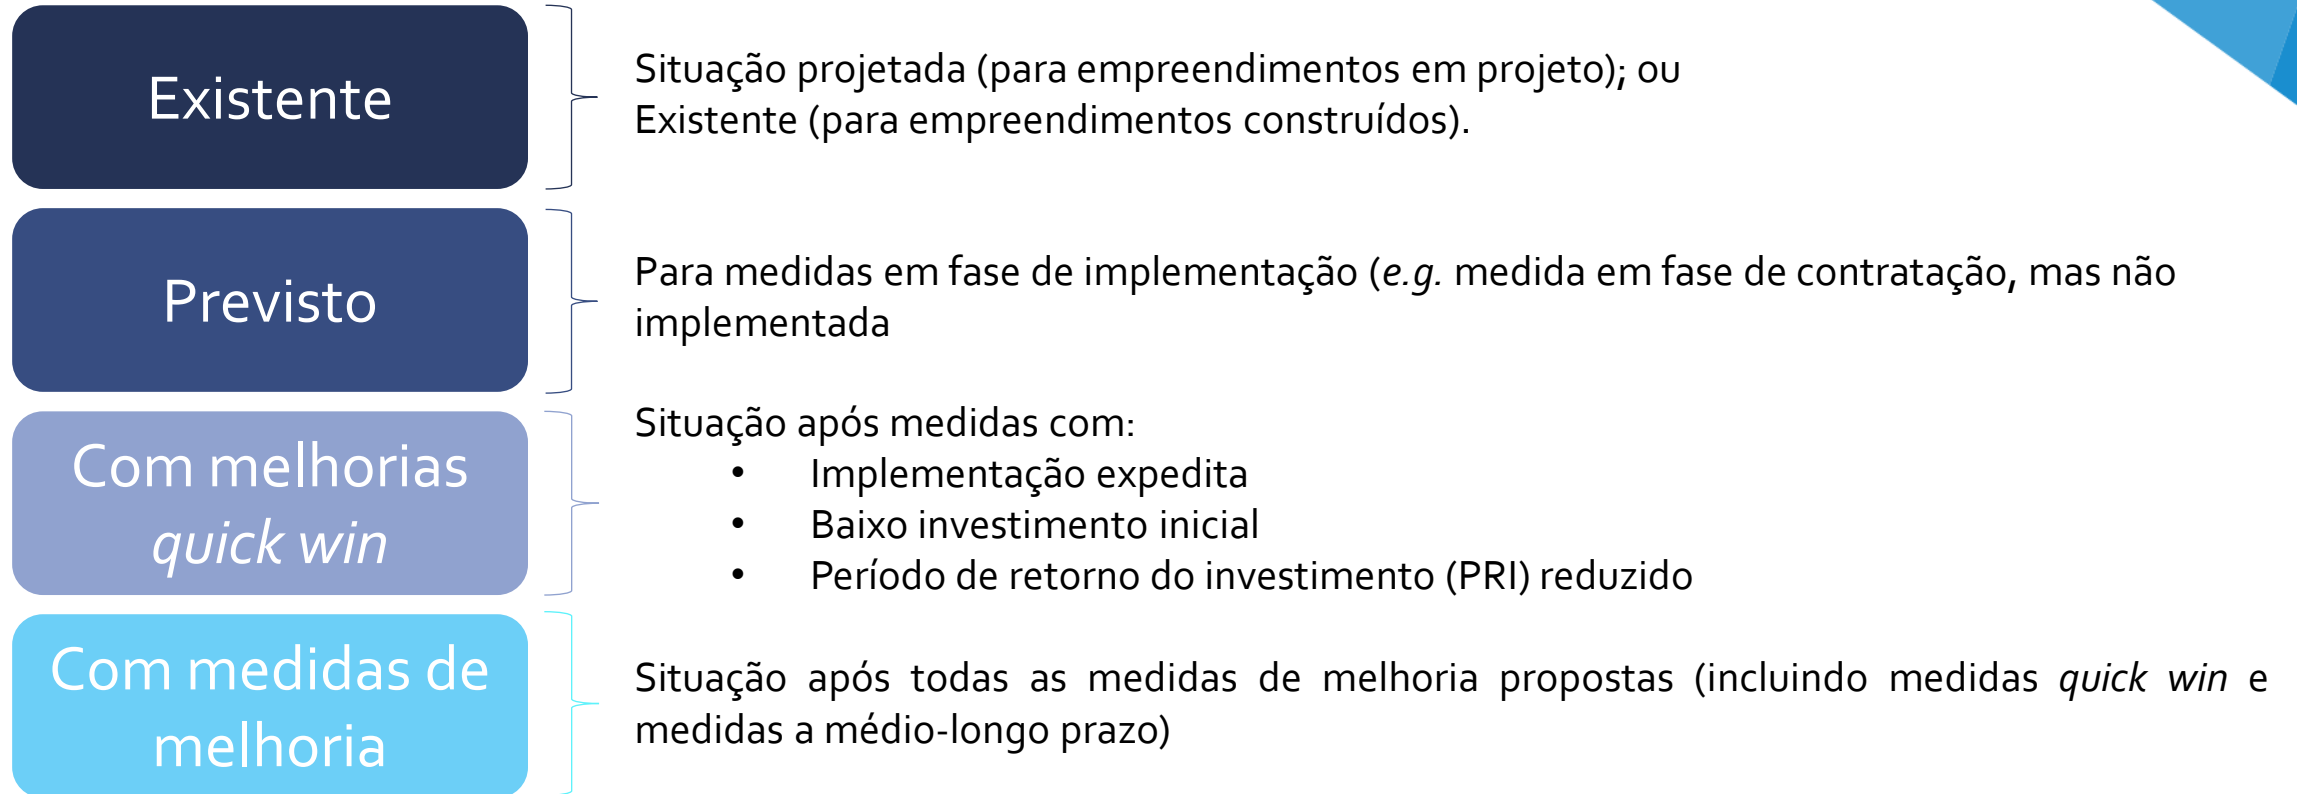 Existente
Situação projetada (para empreendimentos em projeto); ou
Existente (para empreendimentos construídos).
Previsto
Para medidas em fase de implementação (e.g. medida em fase de contratação, mas não
implementada
Com melhorias
quick win
Situação após medidas com:
• Implementação expedita
• Baixo investimento inicial
• Período de retorno do investimento (PRI) reduzido
Com medidas de
melhoria
Situação após todas as medidas de melhoria propostas (incluindo medidas quick win e
medidas a médio-longo prazo)